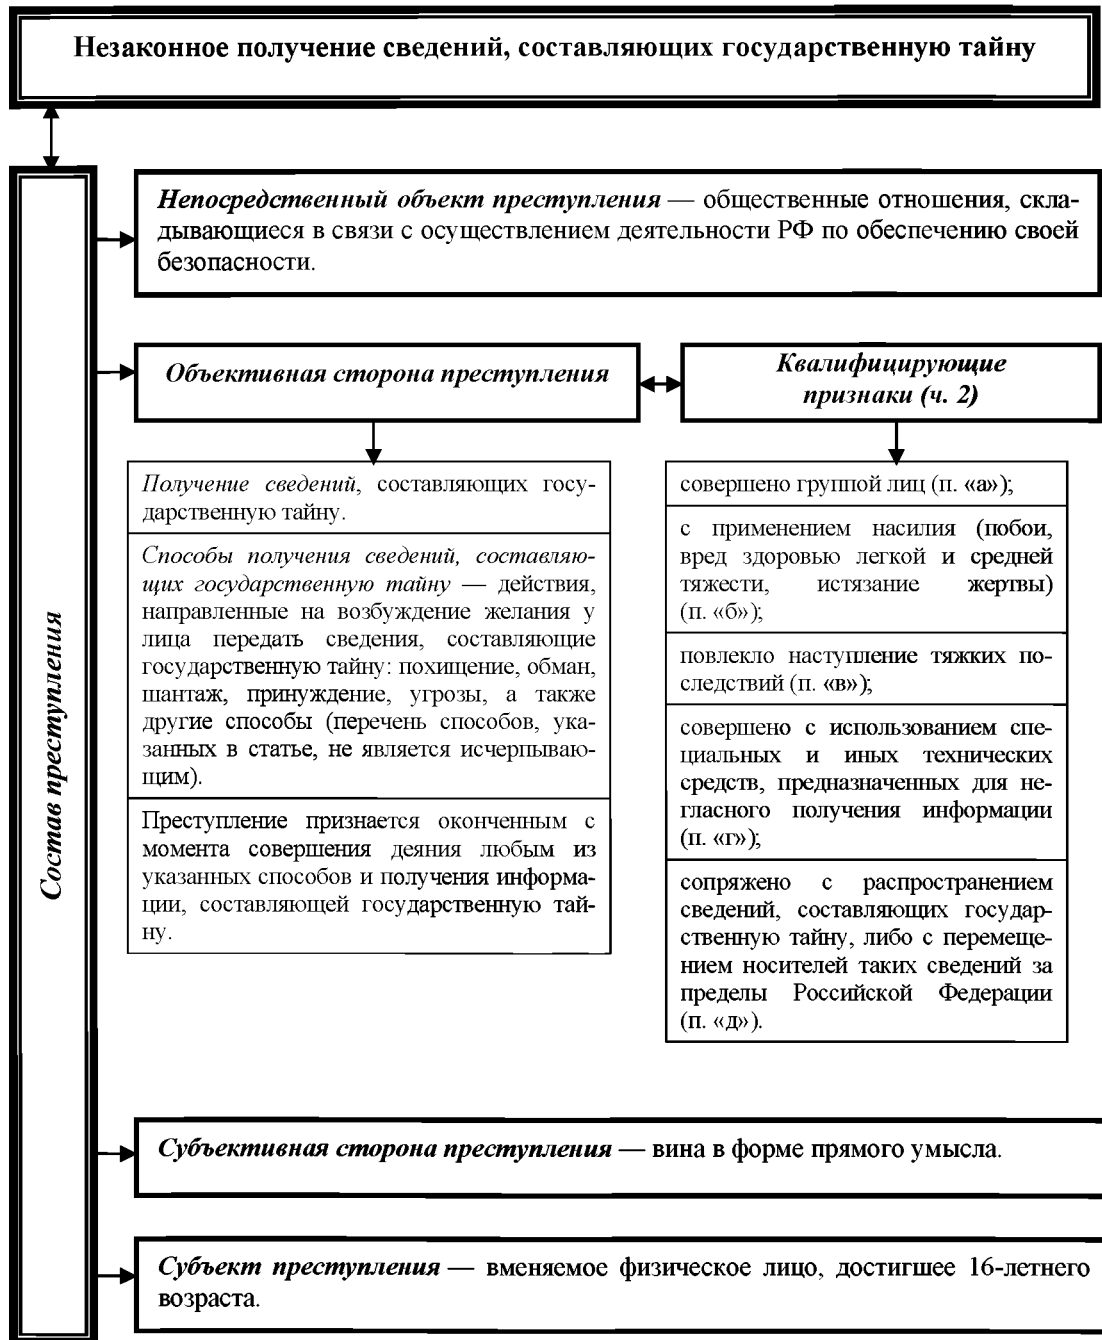 Незаконное получение сведений, составляющих государственную тайну
Состав преступления
Непосредственный объект преступления — общественные отношения, скла-
дывающиеся в связи с осуществлением деятельности РФ по обеспечению своей
безопасности.
Объективная сторона преступления
Получение сведений, составляющих госу-
дарственную тайну.
Способы получения сведений, составляю-
щих государственную тайну — действия,
направленные на возбуждение желания у
лица передать сведения, составляющие
государственную тайну: похищение, обман,
шантаж, принуждение, угрозы, а также
другие способы (перечень способов, ука-
занных в статье, не является исчерпываю-
щим).
Преступление признается оконченным с
момента совершения деяния любым из
указанных способов и получения информа-
ции, составляющей государственную тай-
ну.
Квалифицирующие
признаки (ч. 2)
совершено группой лиц (п. «а»);
с применением насилия (побои,
вред здоровью легкой и средней
тяжести, истязание жертвы)
(п. «б»);
повлекло наступление тяжких по-
следствий (п. «в»);
совершено с использованием спе-
циальных и иных технических
средств, предназначенных для не-
гласного получения информации
(п. «г»);
сопряжено с распространением
сведений, составляющих государ-
ственную тайну, либо с перемеще-
нием носителей таких сведений за
пределы Российской Федерации
(п. «д»).
Субъективная сторона преступления — вина в форме прямого умысла.
Субъект преступления — вменяемое физическое лицо, достигшее 16-летнего
возраста.